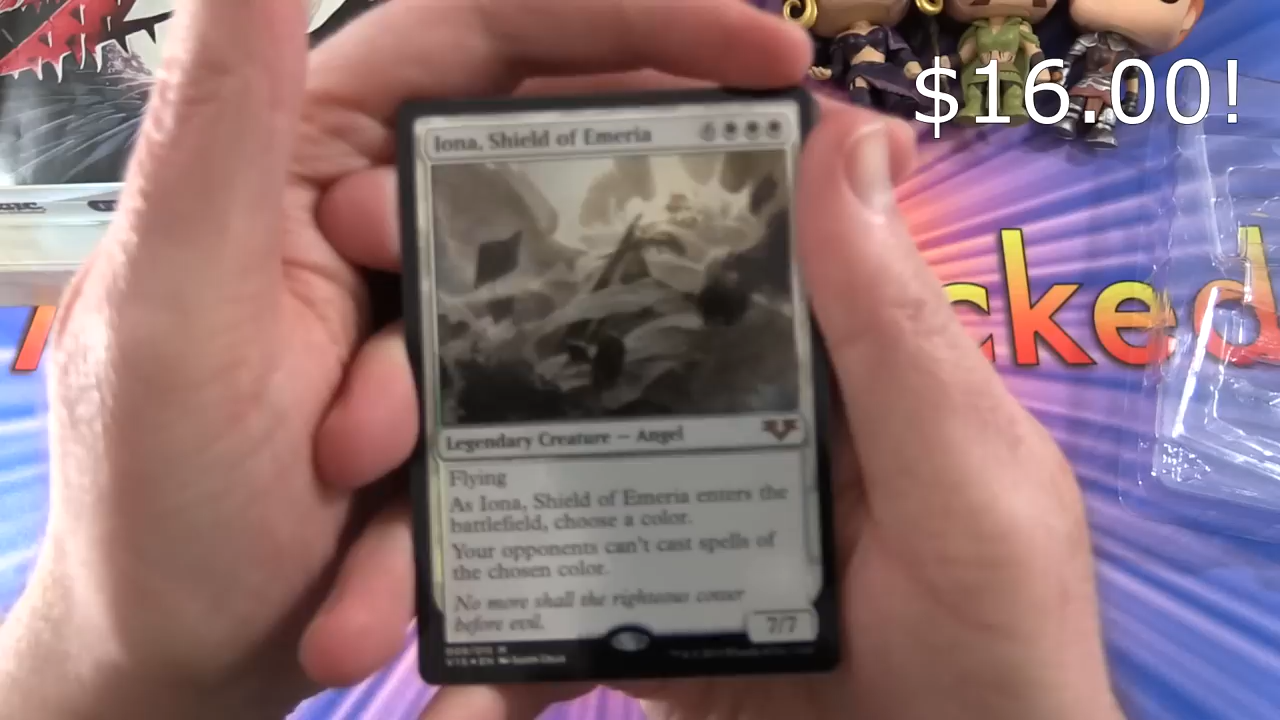 $16.00!
Iona, Shield of Emeria 6
cked
Legendary Creature — Angel
Flying
As Iona, Shield of Emeria enters the
battlefield, choose a color.
Your opponents can't cast spells of
the chosen color.
No more shall the righteous cower
before evil.
7/7